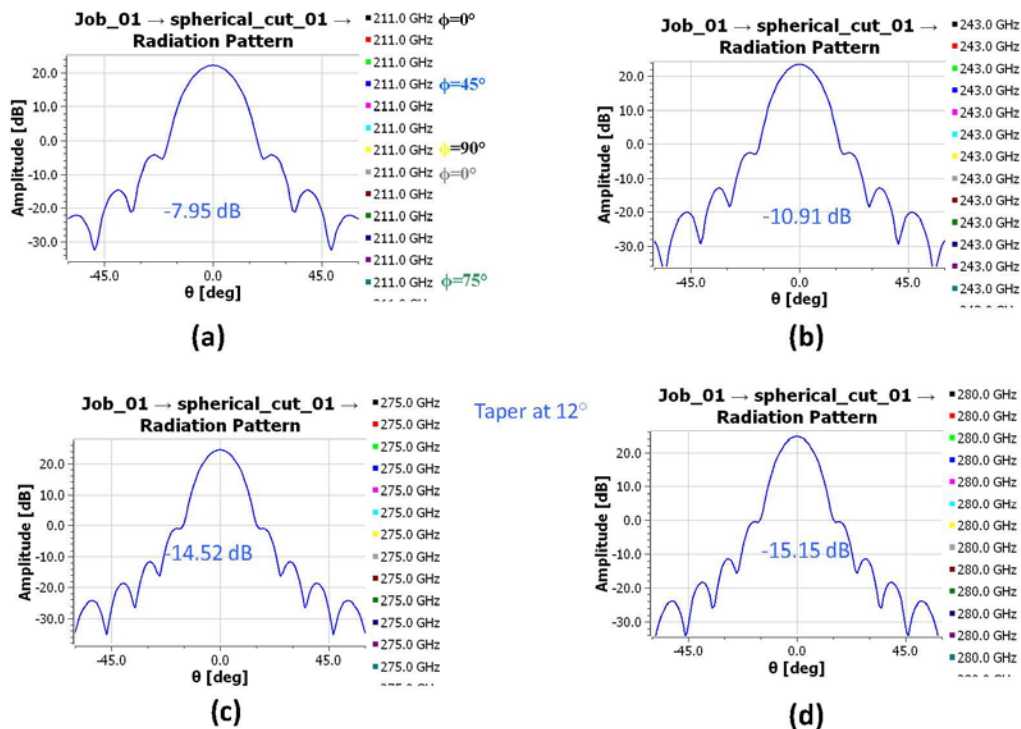 Job_01 → spherical_cut_01 →
Radiation Pattern
Amplitude [dB]
20.0
10.0
0.0
-10.0
-20.0
-30.0
-45.0 0.0 45.0
θ [deg]
-7.95 dB
211.0 GHz ϕ=0°
211.0 GHz
211.0 GHz
211.0 GHz ϕ=45°
211.0 GHz
211.0 GHz
211.0 GHz ϕ=90°
211.0 GHz ϕ=0°
211.0 GHz
211.0 GHz
211.0 GHz
211.0 GHz
211.0 GHz ϕ=75°
(a)
Job_01 → spherical_cut_01 →
Radiation Pattern
Amplitude [dB]
20.0
10.0
0.0
-10.0
-20.0
-30.0
-45.0 0.0 45.0
θ [deg]
-10.91 dB
243.0 GHz
243.0 GHz
243.0 GHz
243.0 GHz
243.0 GHz
243.0 GHz
243.0 GHz
243.0 GHz
243.0 GHz
243.0 GHz
243.0 GHz
243.0 GHz
243.0 GHz
(b)
Job_01 → spherical_cut_01 →
Radiation Pattern
Amplitude [dB]
20.0
10.0
0.0
-10.0
-20.0
-30.0
-45.0 0.0 45.0
θ [deg]
-14.52 dB
275.0 GHz
275.0 GHz
275.0 GHz
275.0 GHz
275.0 GHz
275.0 GHz
275.0 GHz
275.0 GHz
275.0 GHz
275.0 GHz
275.0 GHz
275.0 GHz
275.0 GHz
(c)
Taper at 12°
Job_01 → spherical_cut_01 →
Radiation Pattern
Amplitude [dB]
20.0
10.0
0.0
-10.0
-20.0
-30.0
-45.0 0.0 45.0
θ [deg]
-15.15 dB
280.0 GHz
280.0 GHz
280.0 GHz
280.0 GHz
280.0 GHz
280.0 GHz
280.0 GHz
280.0 GHz
280.0 GHz
280.0 GHz
280.0 GHz
280.0 GHz
280.0 GHz
(d)